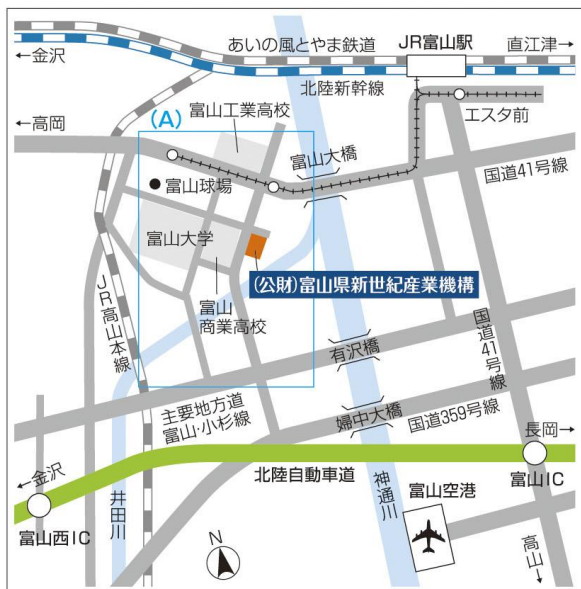 ←金沢
あいの風とやま鉄道
JR富山駅
直江津→
北陸新幹線
←高岡
(A)
富山工業高校
エスタ前
富山大橋
国道41号線
富山球場
富山大学
(公財)富山県新世紀産業機構
富山
商業高校
JR高山本線
有沢橋
国道41号線
主要地方道
富山・小杉線
婦中大橋
国道359号線
長岡→
←金沢
北陸自動車道
富山IC
神通川
富山空港
井田川
富山西IC
N
高山→